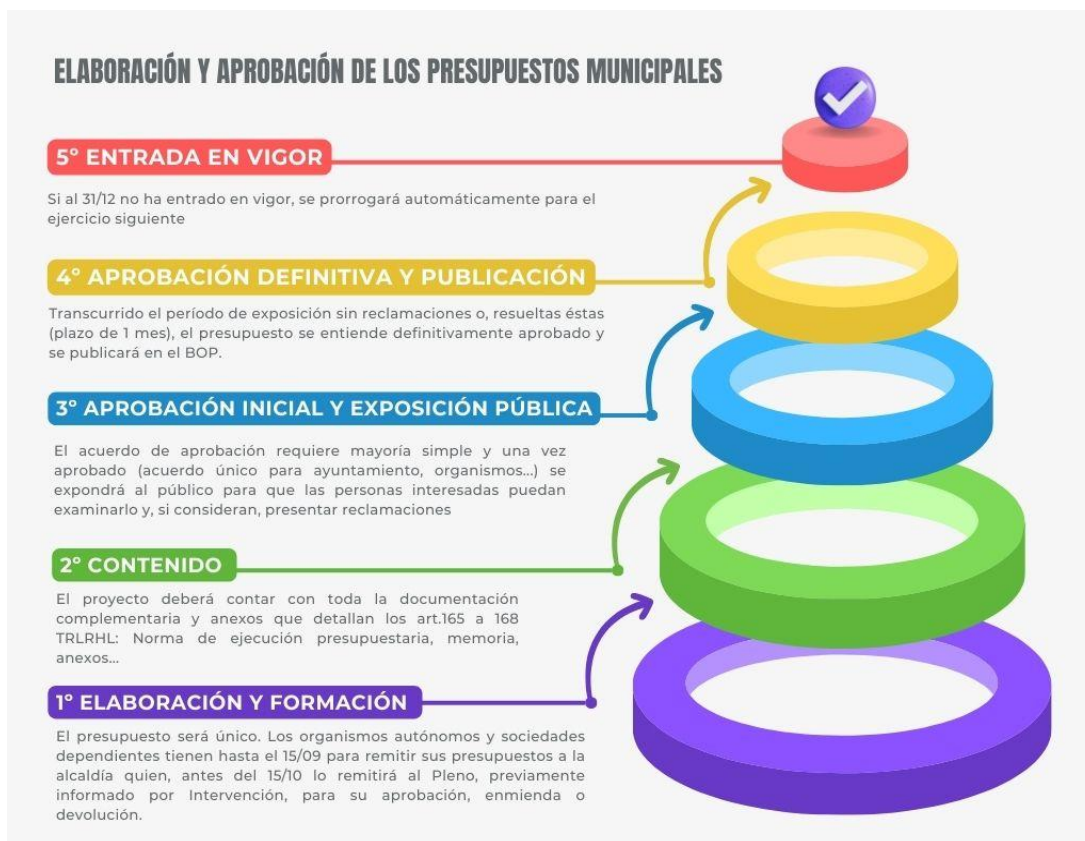 ELABORACIÓN Y APROBACIÓN DE LOS PRESUPUESTOS MUNICIPALES
5º ENTRADA EN VIGOR
Si al 31/12 no ha entrado en vigor, se prorrogará automáticamente para el
ejercicio siguiente
4º APROBACIÓN DEFINITIVA Y PUBLICACIÓN
Transcurrido el período de exposición sin reclamaciones o, resueltas éstas
(plazo de 1 mes), el presupuesto se entiende definitivamente aprobado y
se publicará en el BOP.
3º APROBACIÓN INICIAL Y EXPOSICIÓN PÚBLICA
El acuerdo de aprobación requiere mayoría simple y una vez
aprobado (acuerdo único para ayuntamiento, organismos...) se
expondrá al público para que las personas interesadas puedan
examinarlo y, si consideran, presentar reclamaciones
2º CONTENIDO
El proyecto deberá contar con toda la documentación
complementaria y anexos que detallan los art.165 a 168
TRLRHL: Norma de ejecución presupuestaria, memoria,
anexos...
1º ELABORACIÓN Y FORMACIÓN
El presupuesto será único. Los organismos autónomos y sociedades
dependientes tienen hasta el 15/09 para remitir sus presupuestos a la
alcaldía quien, antes del 15/10 lo remitirá al Pleno, previamente
informado por Intervención, para su aprobación, enmienda o
devolución.